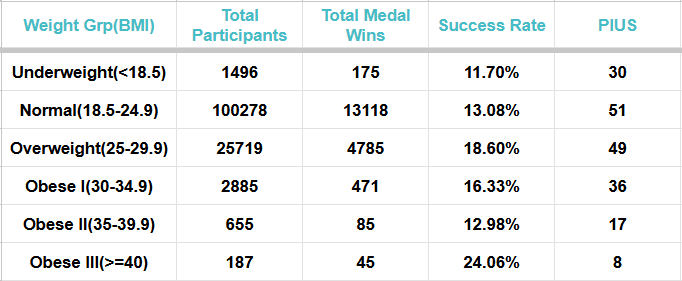 Weight Grp(BMI) Total Participants Total Medal Wins Success Rate PIUS
Underweight(<18.5) 1496 175 11.70% 30
Normal(18.5-24.9) 100278 13118 13.08% 51
Overweight(25-29.9) 25719 4785 18.60% 49
Obese I(30-34.9) 2885 471 16.33% 36
Obese II(35-39.9) 655 85 12.98% 17
Obese III(>=40) 187 45 24.06% 8